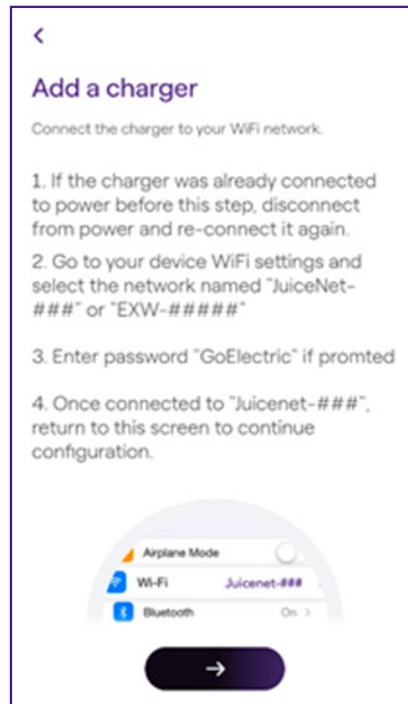 Add a charger
Connect the charger to your WiFi network.
1. If the charger was already connected
to power before this step, disconnect
from power and re-connect it again.
2. Go to your device WiFi settings and
select the network named "JuiceNet-
###" or "EXW-#####"
3. Enter password "GoElectric" if promted
4. Once connected to "Juicenet-###",
return to this screen to continue
configuration.
Airplane Mode
Wi-Fi Juicenet-###
Bluetooth On